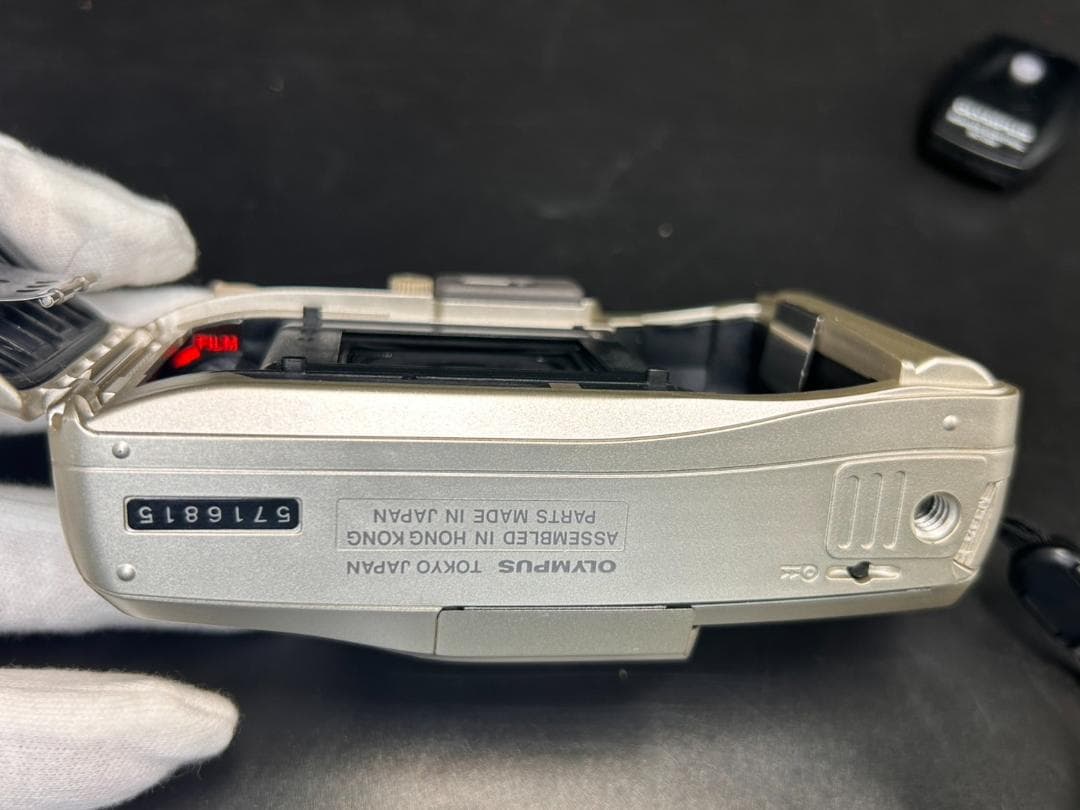 FILM
OLYMPUS TOKYO JAPAN
ASSEMBLED IN HONG KONG
PARTS MADE IN JAPAN
5716815